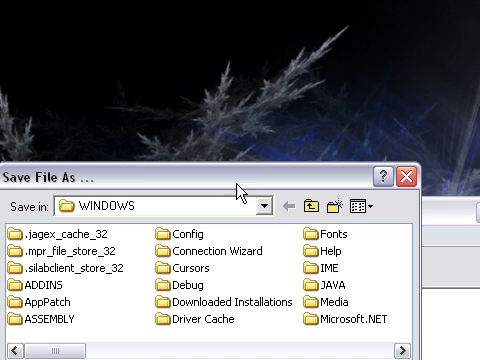 Save File As ...
Save in: WINDOWS
.jagex_cache_32 Config Fonts
.mpr_file_store_32 Connection Wizard Help
.silabclient_store_32 Cursors IME
ADDINS Debug JAVA
AppPatch Downloaded Installations Media
ASSEMBLY Driver Cache Microsoft.NET